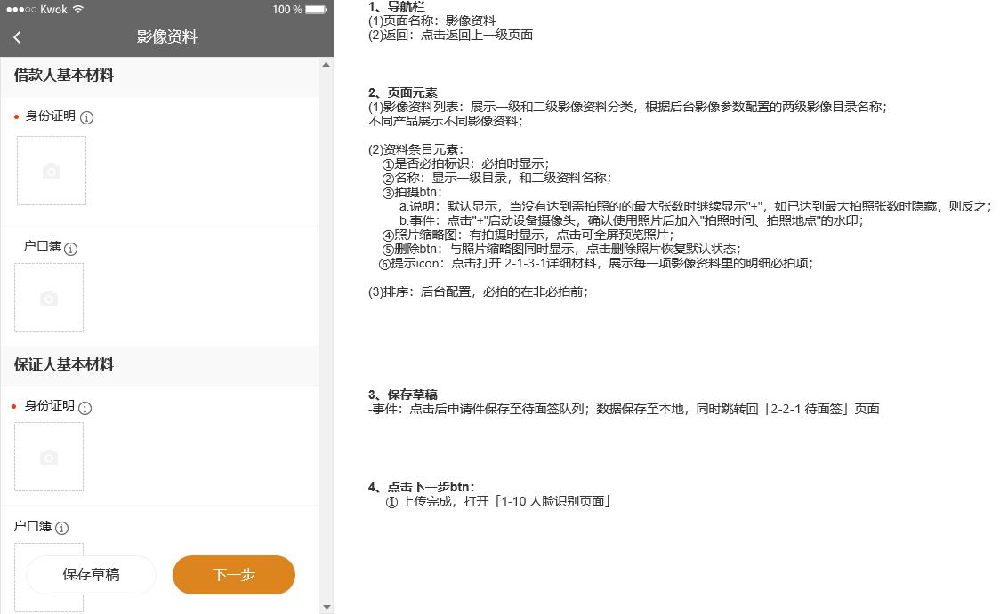 ●●●○○ Kwok
100 %
影像资料
借款人基本材料
身份证明
户口簿
保证人基本材料
身份证明
户口簿
保存草稿
下一步
1、导航栏
(1)页面名称：影像资料
(2)返回：点击返回上一级页面
2、页面元素
(1)影像资料列表：展示一级和二级影像资料分类，根据后台影像参数配置的两级影像目录名称；
不同产品展示不同影像资料；
(2)资料条目元素：
①是否必拍标识：必拍时显示；
②名称：显示一级目录，和二级资料名称；
③拍摄btn：
a.说明：默认显示，当没有达到需拍照的的最大张数时继续显示"+"，如已达到最大拍照张数时隐藏，则反之；
b.事件：点击"+"启动设备摄像头，确认使用照片后加入"拍照时间、拍照地点"的水印；
④照片缩略图：有拍摄时显示，点击可全屏预览照片；
⑤删除btn：与照片缩略图同时显示，点击删除照片恢复默认状态；
⑥提示icon：点击打开 2-1-3-1详细材料，展示每一项影像资料里的明细必拍项；
(3)排序：后台配置，必拍的在非必拍前；
3、保存草稿
-事件：点击后申请件保存至待面签队列；数据保存至本地，同时跳转回「2-2-1 待面签」页面
4、点击下一步btn：
① 上传完成，打开「1-10 人脸识别页面」